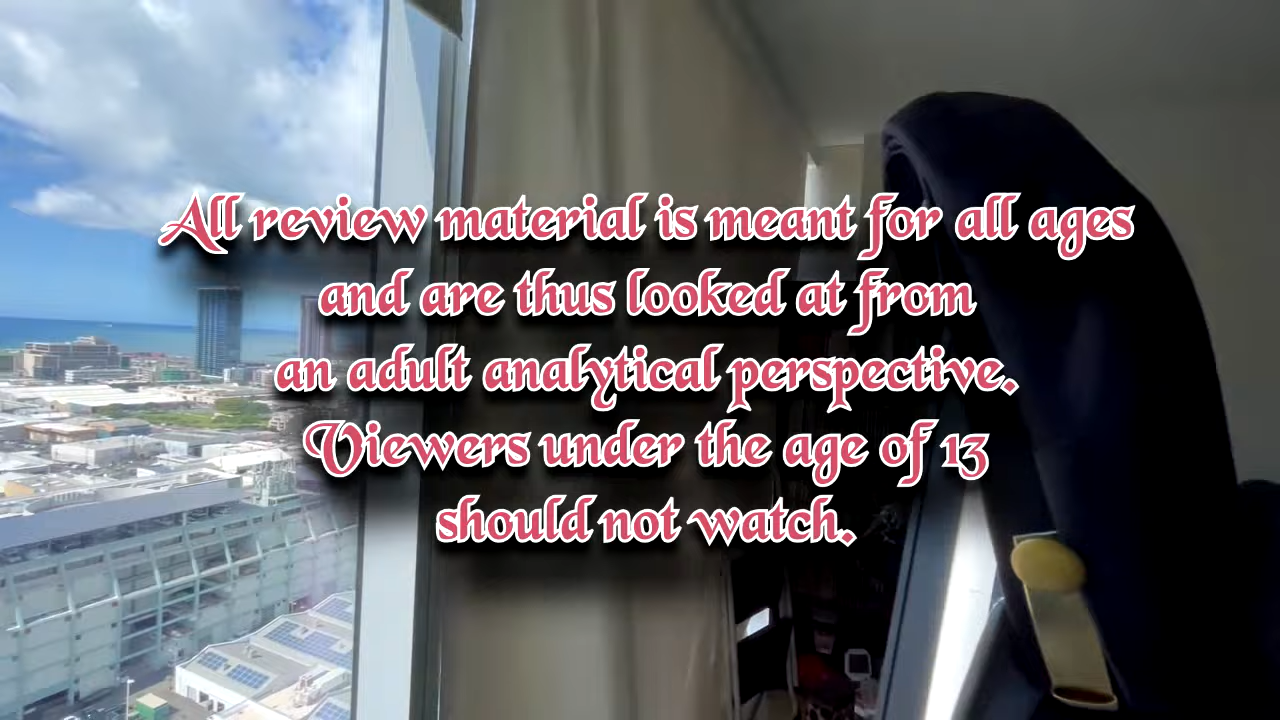 All review material is meant for all ages
and are thus looked at from
an adult analytical perspective.
Viewers under the age of 13
should not watch.